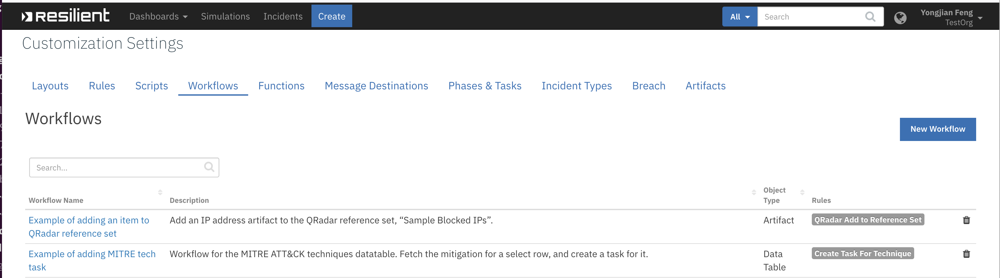 Resilient Dashboards Simulations Incidents Create All Search Yongjian Feng
TestOrg
Customization Settings
Layouts Rules Scripts Workflows Functions Message Destinations Phases & Tasks Incident Types Breach Artifacts
Workflows
New Workflow
Search...
Workflow Name Description Object Type Rules
Example of adding an item to Add an IP address artifact to the QRadar reference set, “Sample Blocked IPs”. Artifact QRadar Add to Reference Set
QRadar reference set
Example of adding MITRE tech Workflow for the MITRE ATT&CK techniques datatable. Fetch the mitigation for a select row, and create a task for it. Data Create Task For Technique
task Table